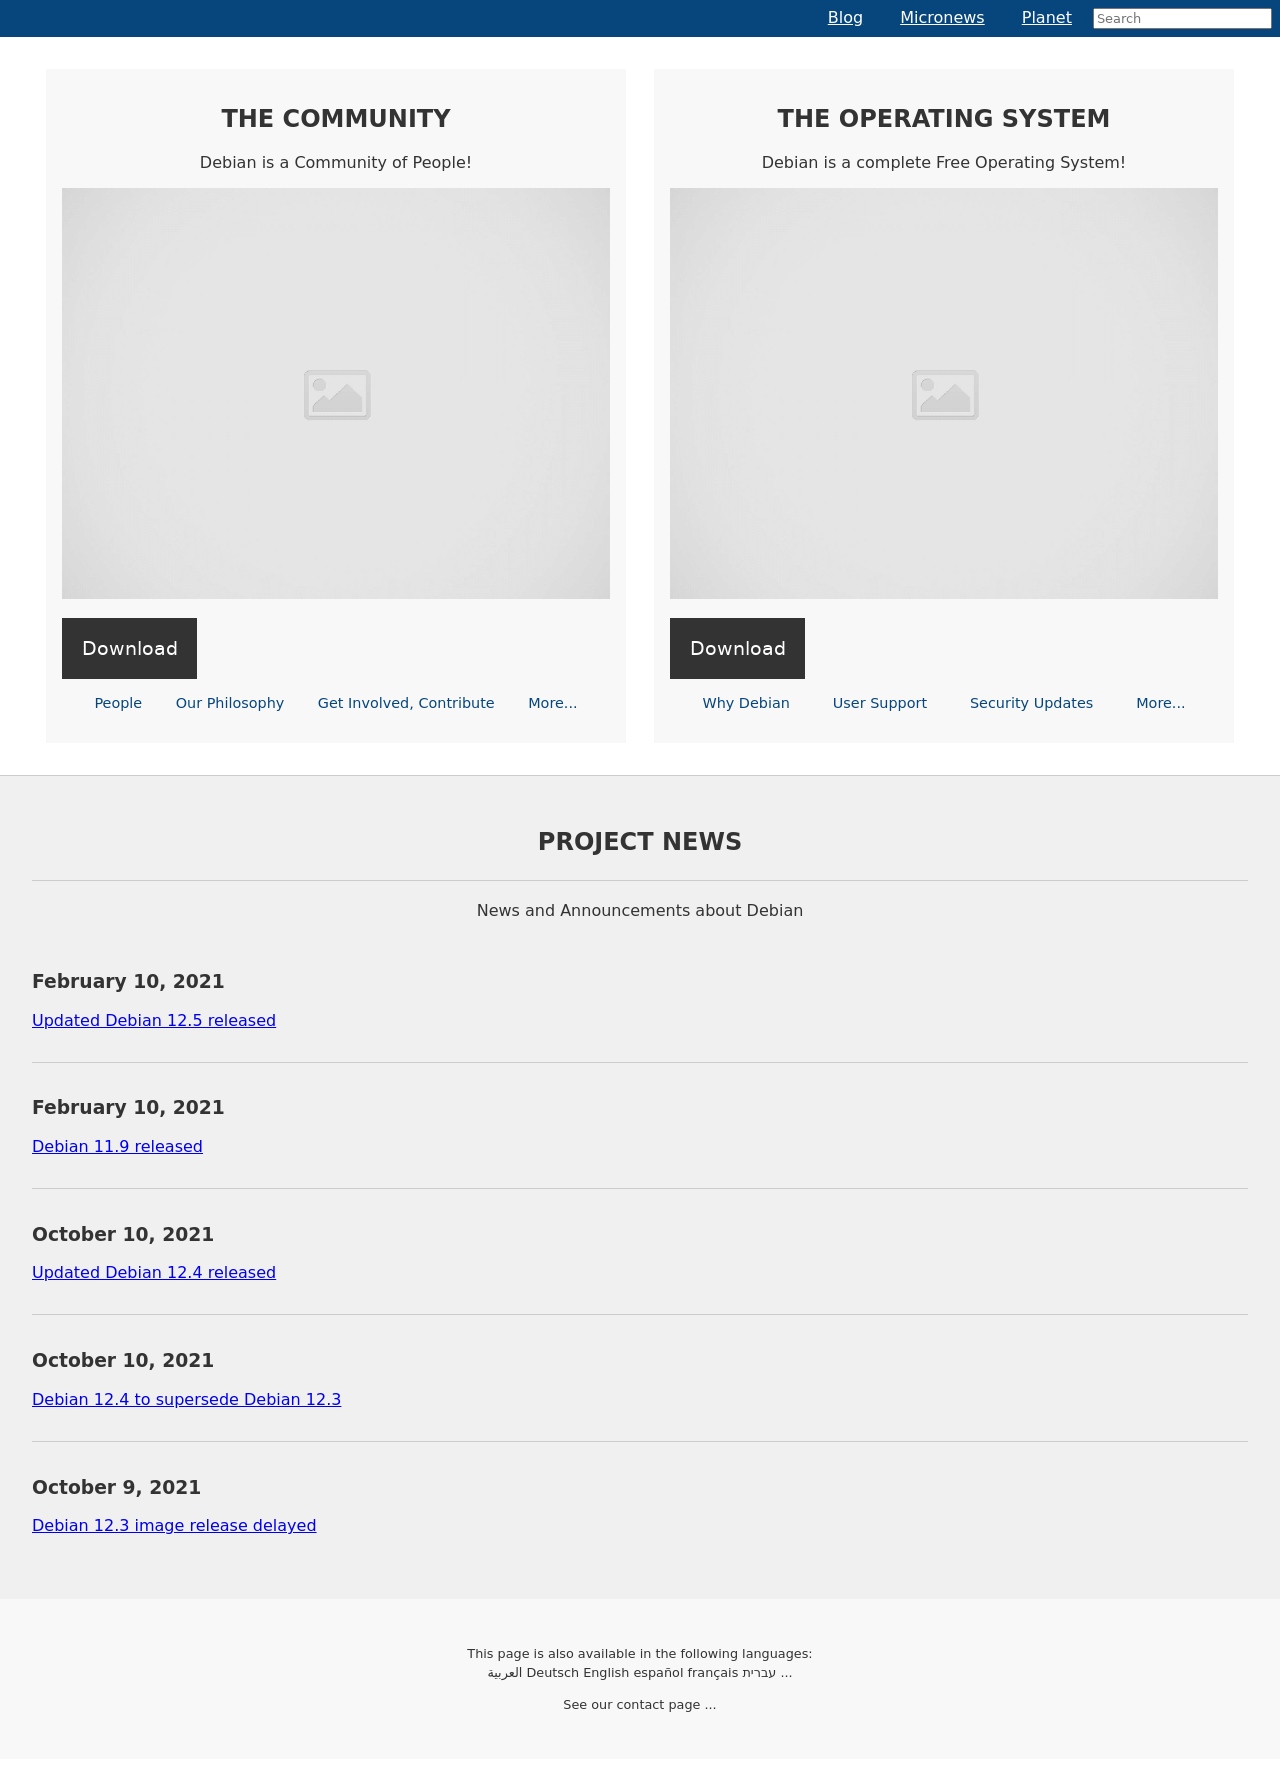 Blog Micronews Planet Search
THE COMMUNITY
Debian is a Community of People!
Download
People Our Philosophy Get Involved, Contribute More...
THE OPERATING SYSTEM
Debian is a complete Free Operating System!
Download
Why Debian User Support Security Updates More...
PROJECT NEWS
News and Announcements about Debian
February 10, 2021
Updated Debian 12.5 released
February 10, 2021
Debian 11.9 released
October 10, 2021
Updated Debian 12.4 released
October 10, 2021
Debian 12.4 to supersede Debian 12.3
October 9, 2021
Debian 12.3 image release delayed
This page is also available in the following languages:
العربية Deutsch English español français עברית ...
See our contact page ...